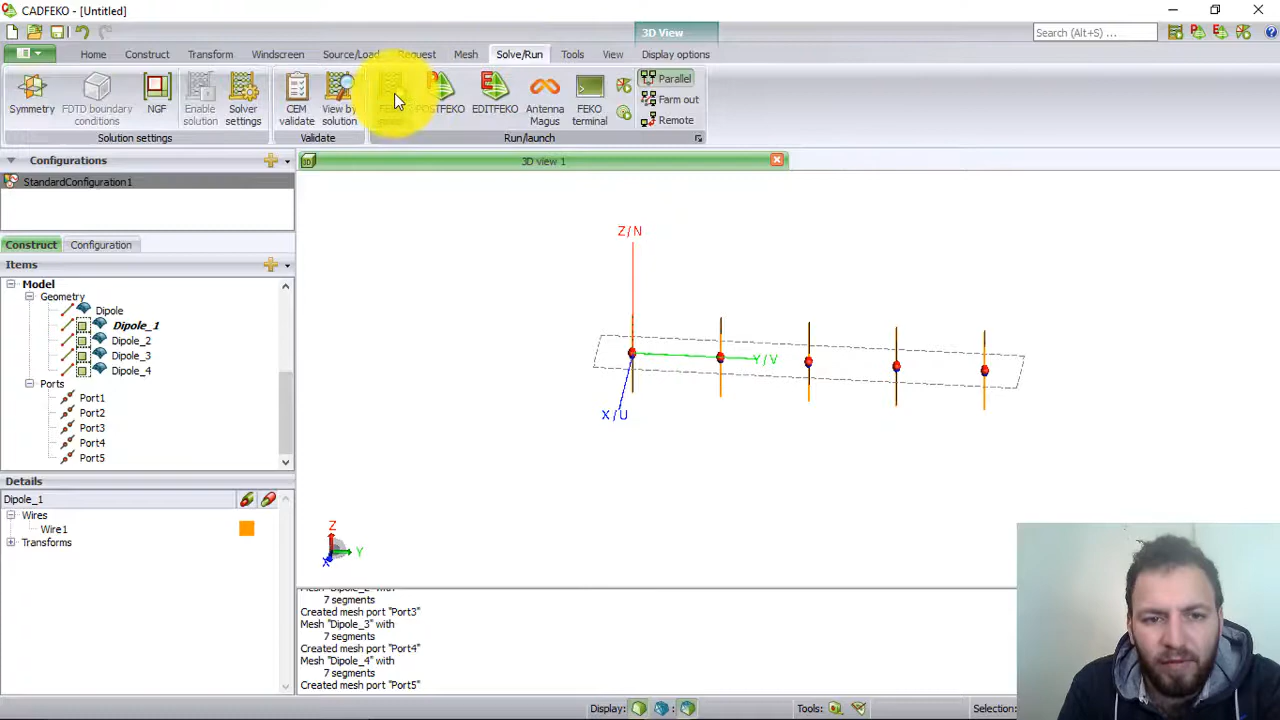 CADFEKO - [Untitled]
3D View
Search (Alt+S) ...
Home Construct Transform Windscreen Source/Load Request Mesh Solve/Run Tools View Display options
Symmetry
FDTD boundary conditions
NGF
Enable solution
Solver settings
CEM validate
View by solution
POSTFEKO
EDITFEKO
Antenna Magus
FEKO terminal
Parallel
Farm out
Remote
Solution settings
Validate
Run/launch
Configurations
StandardConfiguration1
3D view 1
Construct Configuration
Items
Model
Geometry
Dipole
Dipole_1
Dipole_2
Dipole_3
Dipole_4
Ports
Port1
Port2
Port3
Port4
Port5
Details
Dipole_1
Wires
Wire1
Transforms
Z/N
Y/V
X/U
Z
Y
X
Mesh "Dipole_2" with
7 segments
Created mesh port "Port3"
Mesh "Dipole_3" with
7 segments
Created mesh port "Port4"
Mesh "Dipole_4" with
7 segments
Created mesh port "Port5"
Display:
Tools:
Selection: